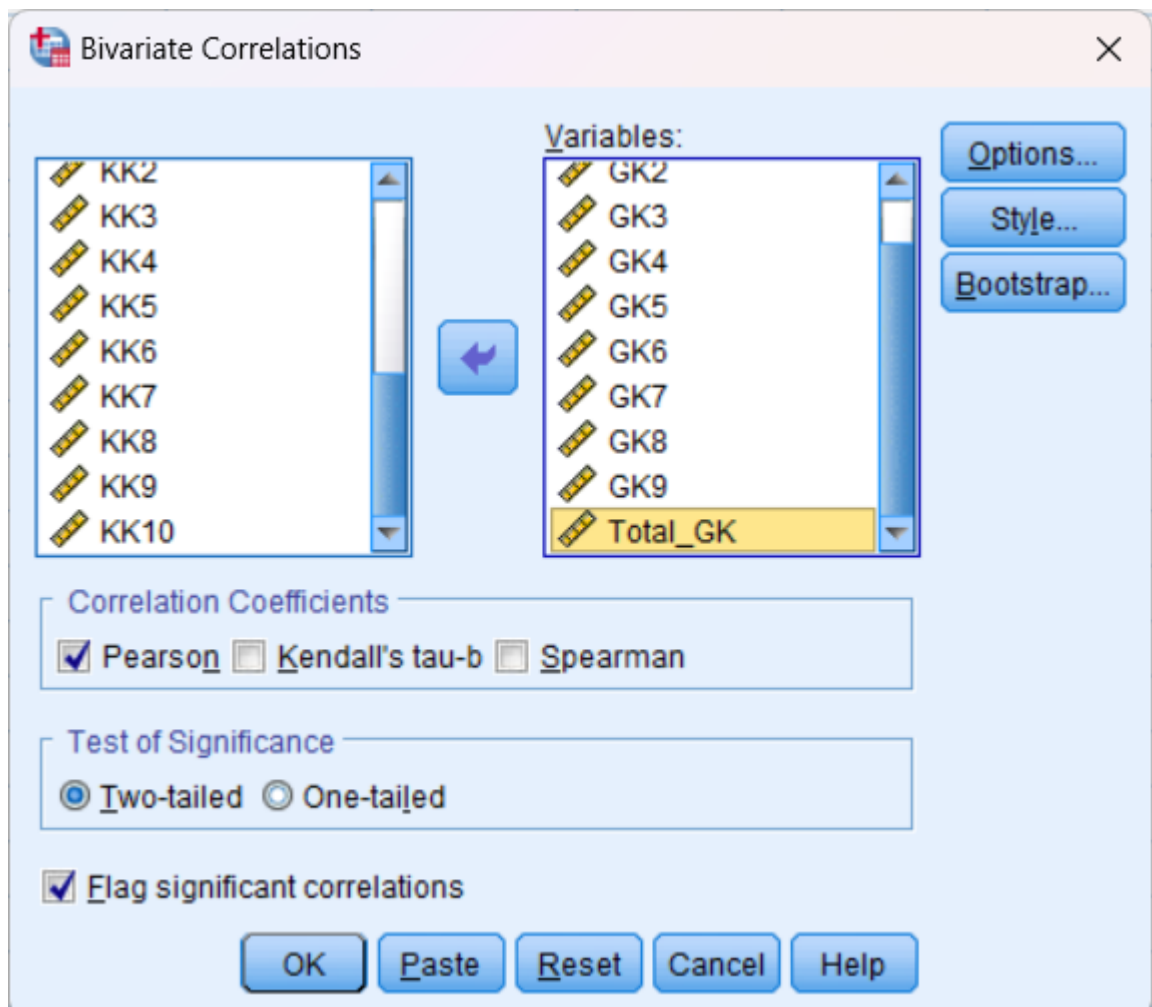 Bivariate Correlations
Variables:
KK2
KK3
KK4
KK5
KK6
KK7
KK8
KK9
KK10
GK2
GK3
GK4
GK5
GK6
GK7
GK8
GK9
Total_GK
Options...
Style...
Bootstrap...
Correlation Coefficients
Pearson Kendall's tau-b Spearman
Test of Significance
Two-tailed One-tailed
Flag significant correlations
OK Paste Reset Cancel Help